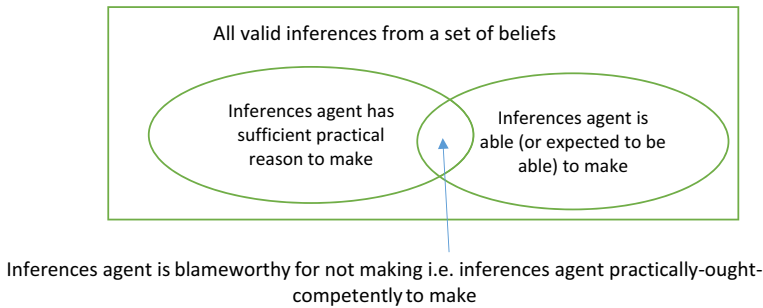 All valid inferences from a set of beliefs
Inferences agent has
sufficient practical
reason to make
Inferences agent is
able (or expected to be
able) to make
Inferences agent is blameworthy for not making i.e. inferences agent practically-ought-
competently to make